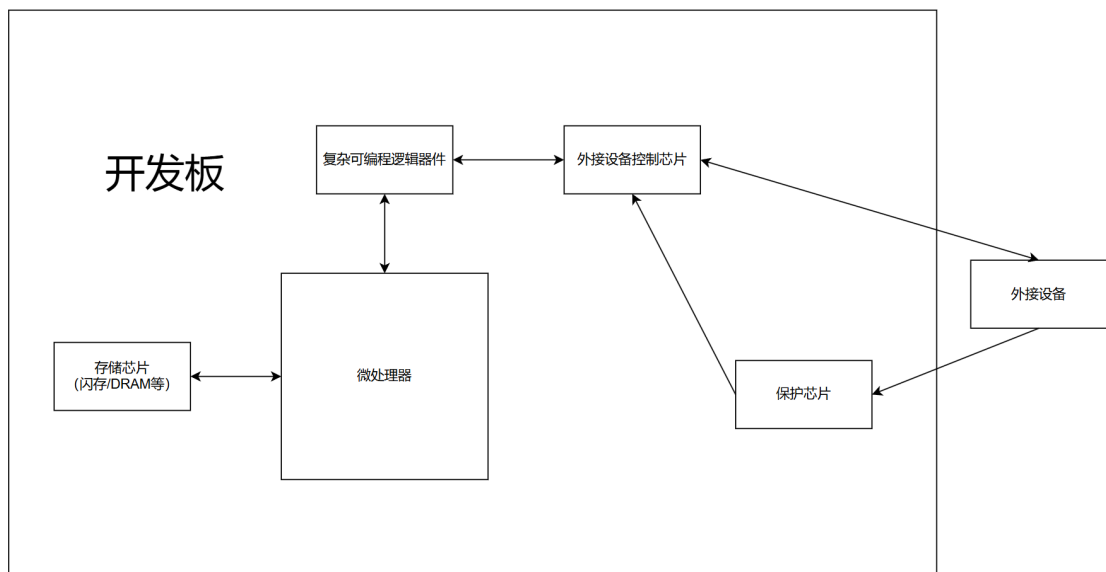 开发板
复杂可编程逻辑器件
外接设备控制芯片
外接设备
存储芯片
（闪存/DRAM等）
微处理器
保护芯片